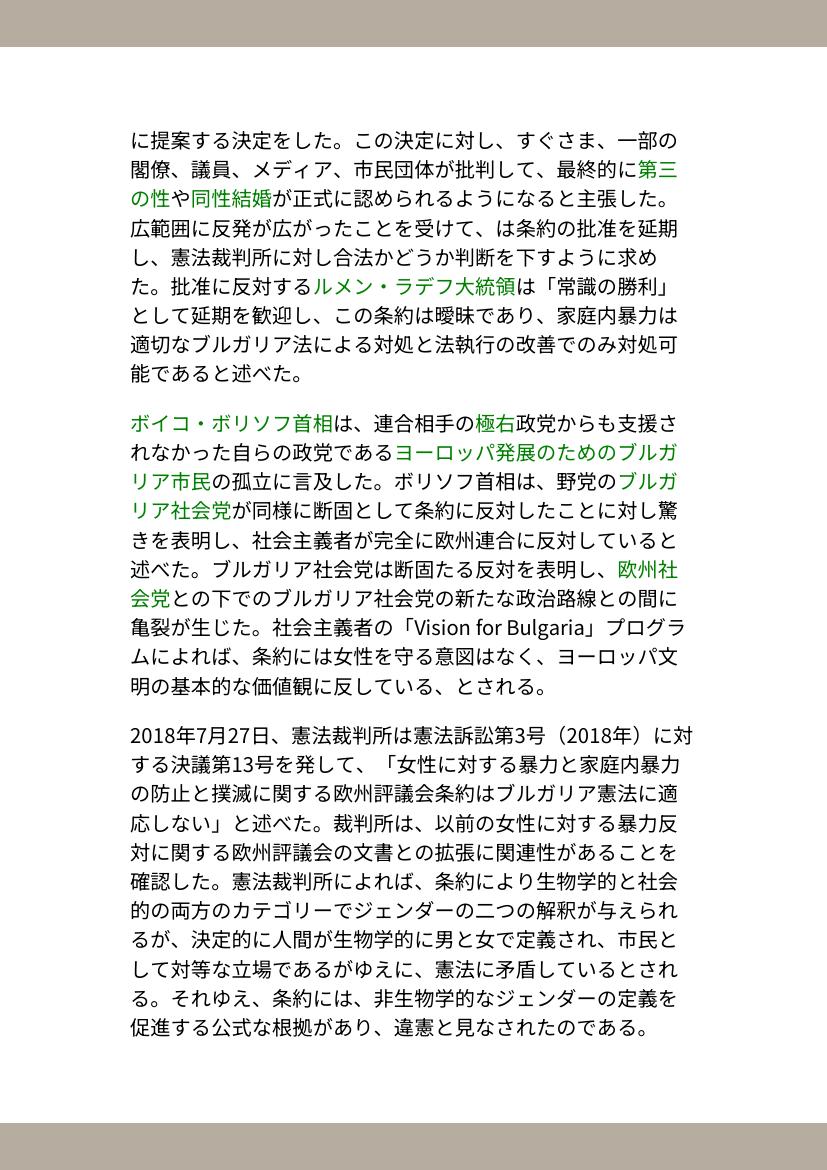 に提案する決定をした。この決定に対し、すぐさま、一部の
閣僚、議員、メディア、市民団体が批判して、最終的に第三
の性や同性結婚が正式に認められるようになると主張した。
広範囲に反発が広がったことを受けて、は条約の批准を延期
し、憲法裁判所に対し合法かどうか判断を下すように求め
た。批准に反対するルメン・ラデフ大統領は「常識の勝利」
として延期を歓迎し、この条約は曖昧であり、家庭内暴力は
適切なブルガリア法による対処と法執行の改善でのみ対処可
能であると述べた。
ボイコ・ボリソフ首相は、連合相手の極右政党からも支援さ
れなかった自らの政党であるヨーロッパ発展のためのブルガ
リア市民の孤立に言及した。ボリソフ首相は、野党のブルガ
リア社会党が同様に断固として条約に反対したことに対し驚
きを表明し、社会主義者が完全に欧州連合に反対していると
述べた。ブルガリア社会党は断固たる反対を表明し、欧州社
会党との下でのブルガリア社会党の新たな政治路線との間に
亀裂が生じた。社会主義者の「Vision for Bulgaria」プログラ
ムによれば、条約には女性を守る意図はなく、ヨーロッパ文
明の基本的な価値観に反している、とされる。
2018年7月27日、憲法裁判所は憲法訴訟第3号（2018年）に対
する決議第13号を発して、「女性に対する暴力と家庭内暴力
の防止と撲滅に関する欧州評議会条約はブルガリア憲法に適
応しない」と述べた。裁判所は、以前の女性に対する暴力反
対に関する欧州評議会の文書との拡張に関連性があることを
確認した。憲法裁判所によれば、条約により生物学的と社会
的の両方のカテゴリーでジェンダーの二つの解釈が与えられ
るが、決定的に人間が生物学的に男と女で定義され、市民と
して対等な立場であるがゆえに、憲法に矛盾しているとされ
る。それゆえ、条約には、非生物学的なジェンダーの定義を
促進する公式な根拠があり、違憲と見なされたのである。